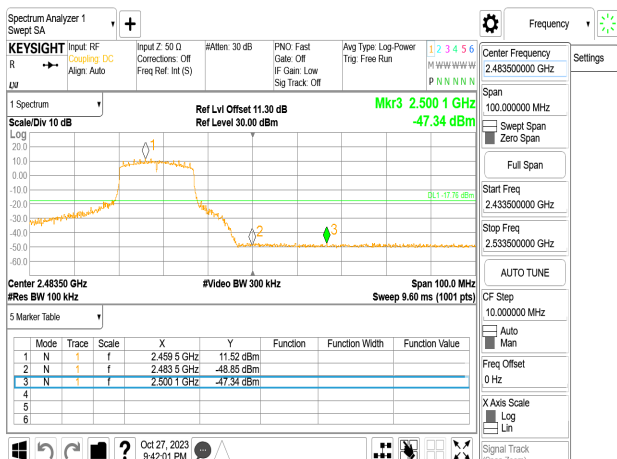 Spectrum Analyzer 1
Swept SA
+
Frequency
KEYSIGHT
R
Input: RF
Coupling: DC
Align: Auto
Input Z: 50 Ω
Corrections: Off
Freq Ref: Int (S)
#Atten: 30 dB
PNO: Fast
Gate: Off
IF Gain: Low
Sig Track: Off
Avg Type: Log-Power
Trig: Free Run
1 2 3 4 5 6
M W W W W W
P N N N N N
Center Frequency
2.483500000 GHz
Settings
1 Spectrum
Scale/Div 10 dB
Ref Lvl Offset 11.30 dB
Ref Level 30.00 dBm
Mkr3 2.500 1 GHz
-47.34 dBm
Span
100.000000 MHz
Swept Span
Zero Span
Full Span
Start Freq
2.433500000 GHz
Stop Freq
2.533500000 GHz
AUTO TUNE
CF Step
10.000000 MHz
Auto
Man
Freq Offset
0 Hz
X Axis Scale
Log
Lin
Signal Track
Log
20.0
10.0
0.00
-10.0
-20.0
-30.0
-40.0
-50.0
-60.0
1
2
3
DL1 -17.76 dBm
Center 2.48350 GHz
#Video BW 300 kHz
Span 100.0 MHz
#Res BW 100 kHz
Sweep 9.60 ms (1001 pts)
5 Marker Table
Mode Trace Scale X Y Function Function Width Function Value
1 N 1 f 2.459 5 GHz 11.52 dBm
2 N 1 f 2.483 5 GHz -48.85 dBm
3 N 1 f 2.500 1 GHz -47.34 dBm
4
5
6
?
Oct 27, 2023
9:42:01 PM